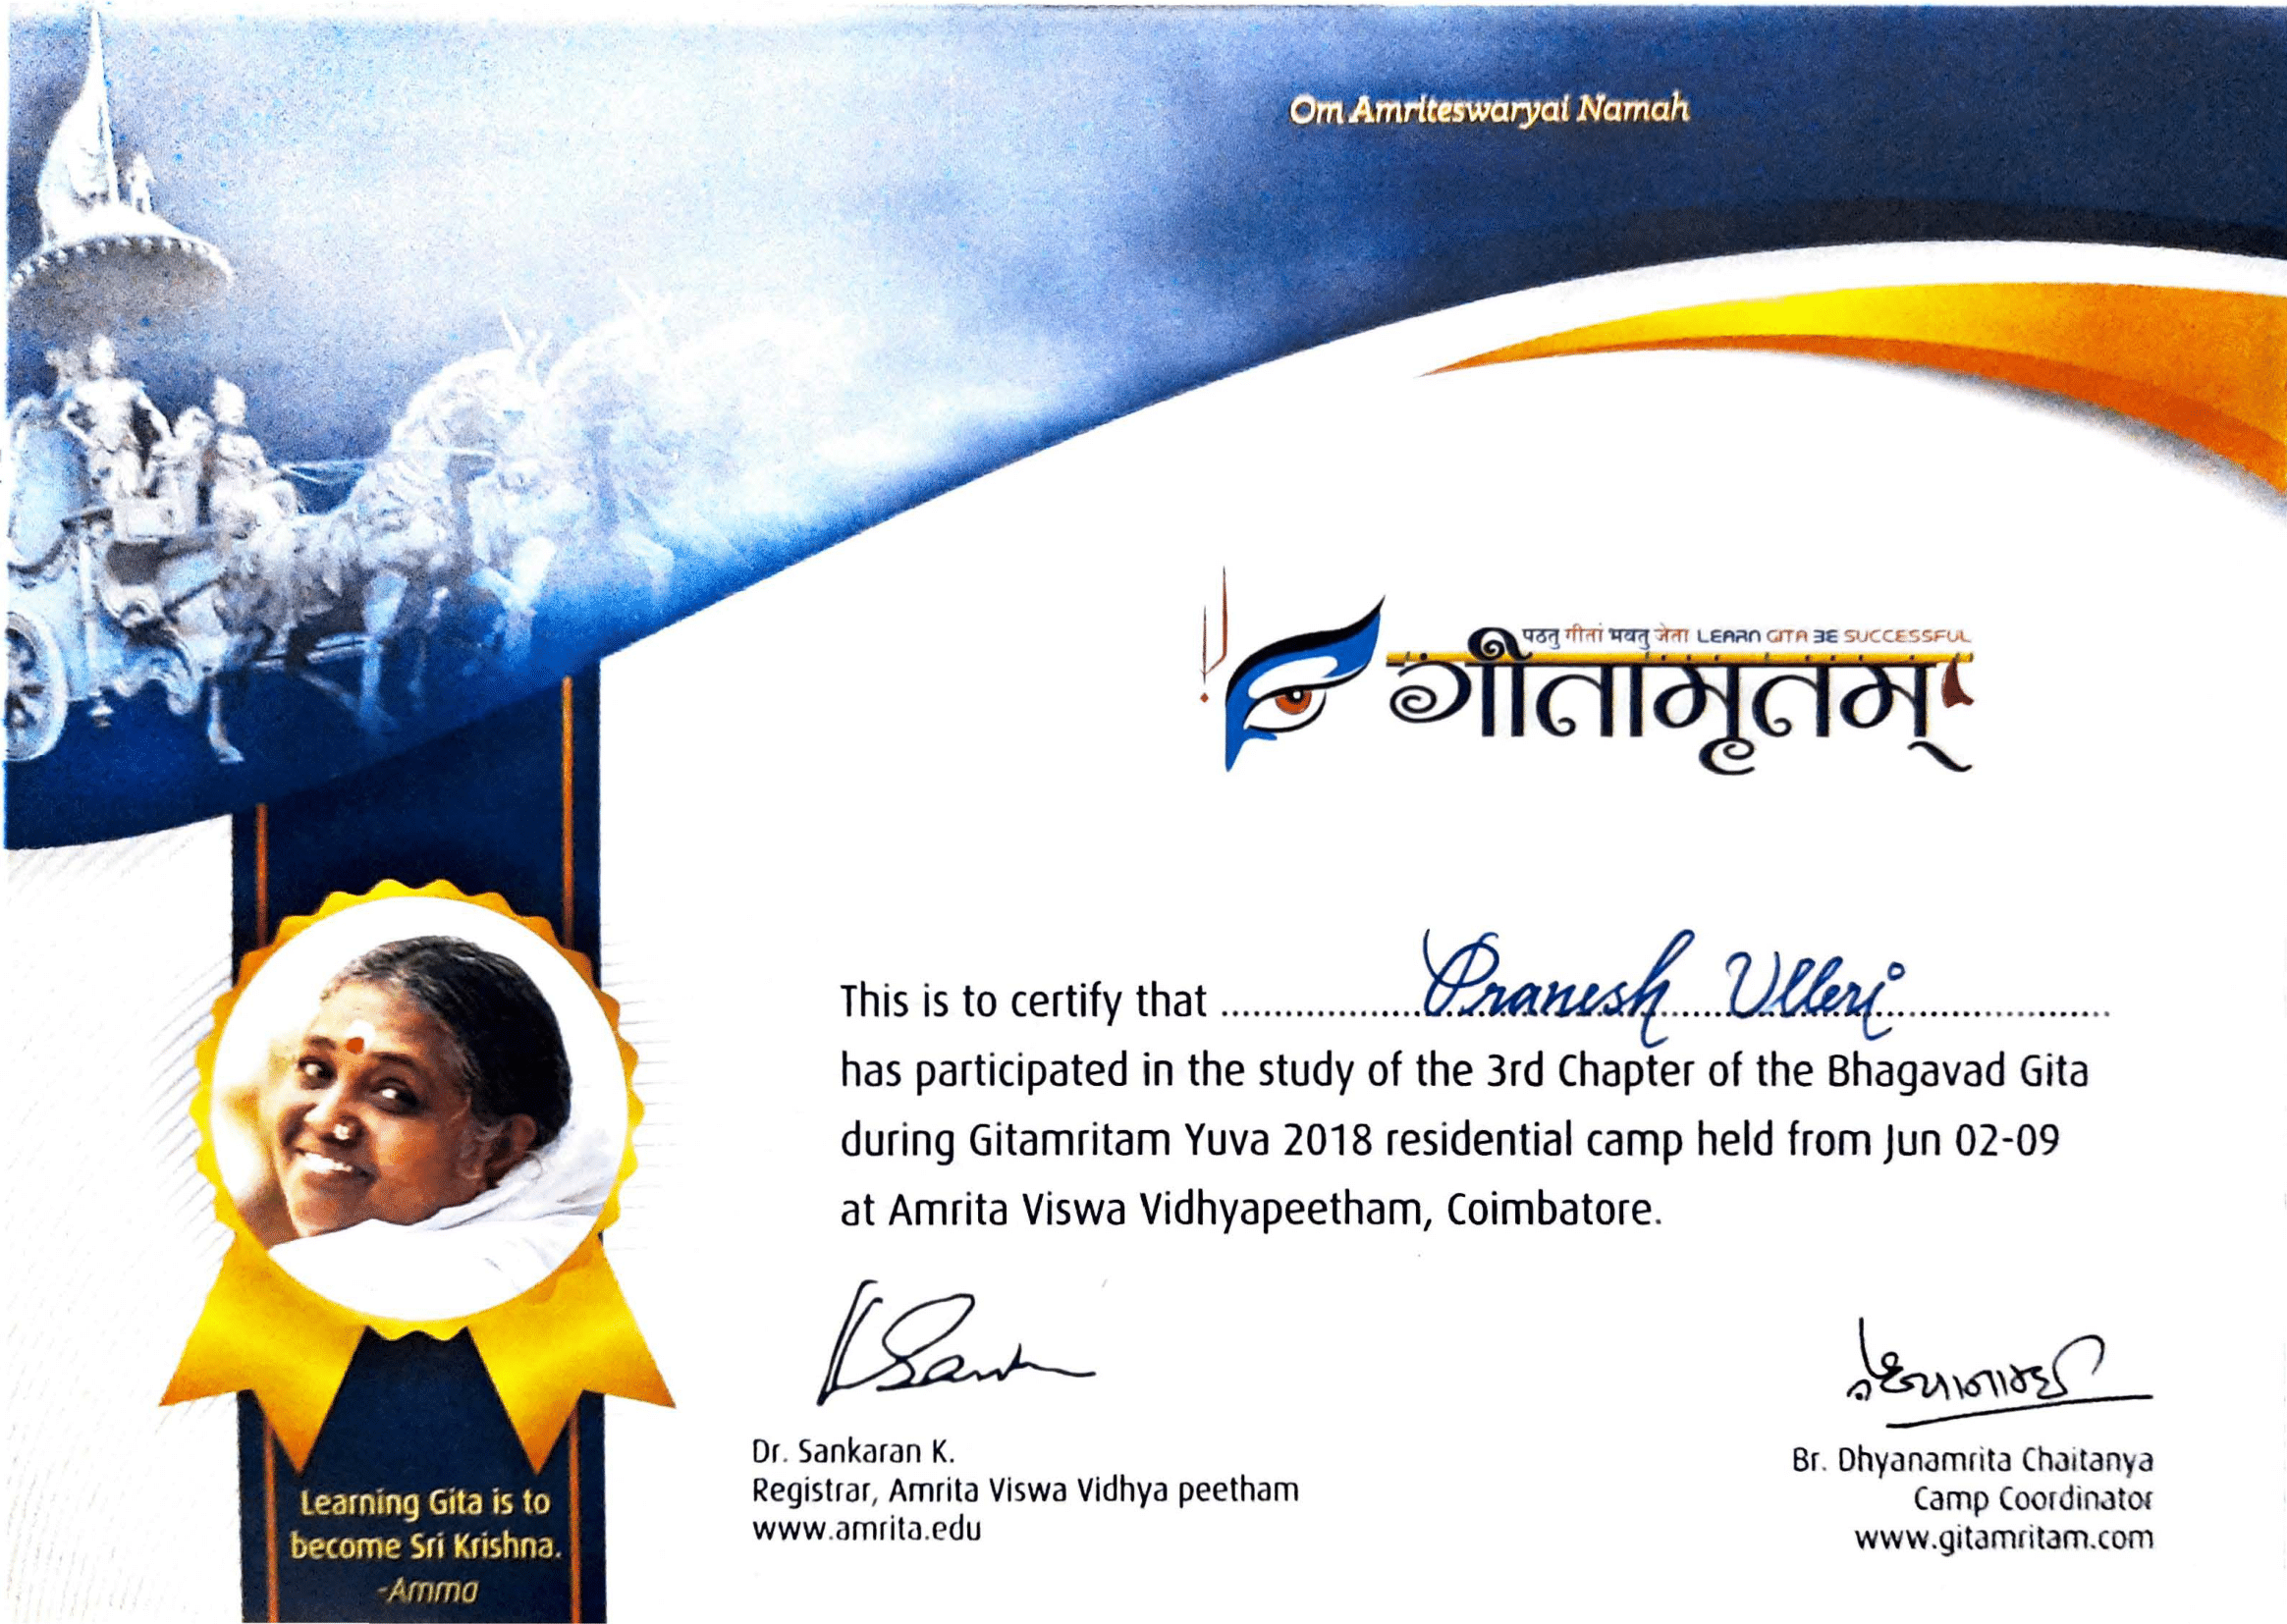 Om Amriteswaryai Namah
पठतु गीतां भवतु जेता LEARN GITA BE SUCCESSFUL
गीतामृतम्
This is to certify that Pranesh Ulleri
has participated in the study of the 3rd Chapter of the Bhagavad Gita
during Gitamritam Yuva 2018 residential camp held from Jun 02-09
at Amrita Viswa Vidhyapeetham, Coimbatore.
Dr. Sankaran K.
Registrar, Amrita Viswa Vidhya peetham
www.amrita.edu
Br. Dhyanamrita Chaitanya
Camp Coordinator
www.gitamritam.com
Learning Gita is to
become Sri Krishna.
-Amma